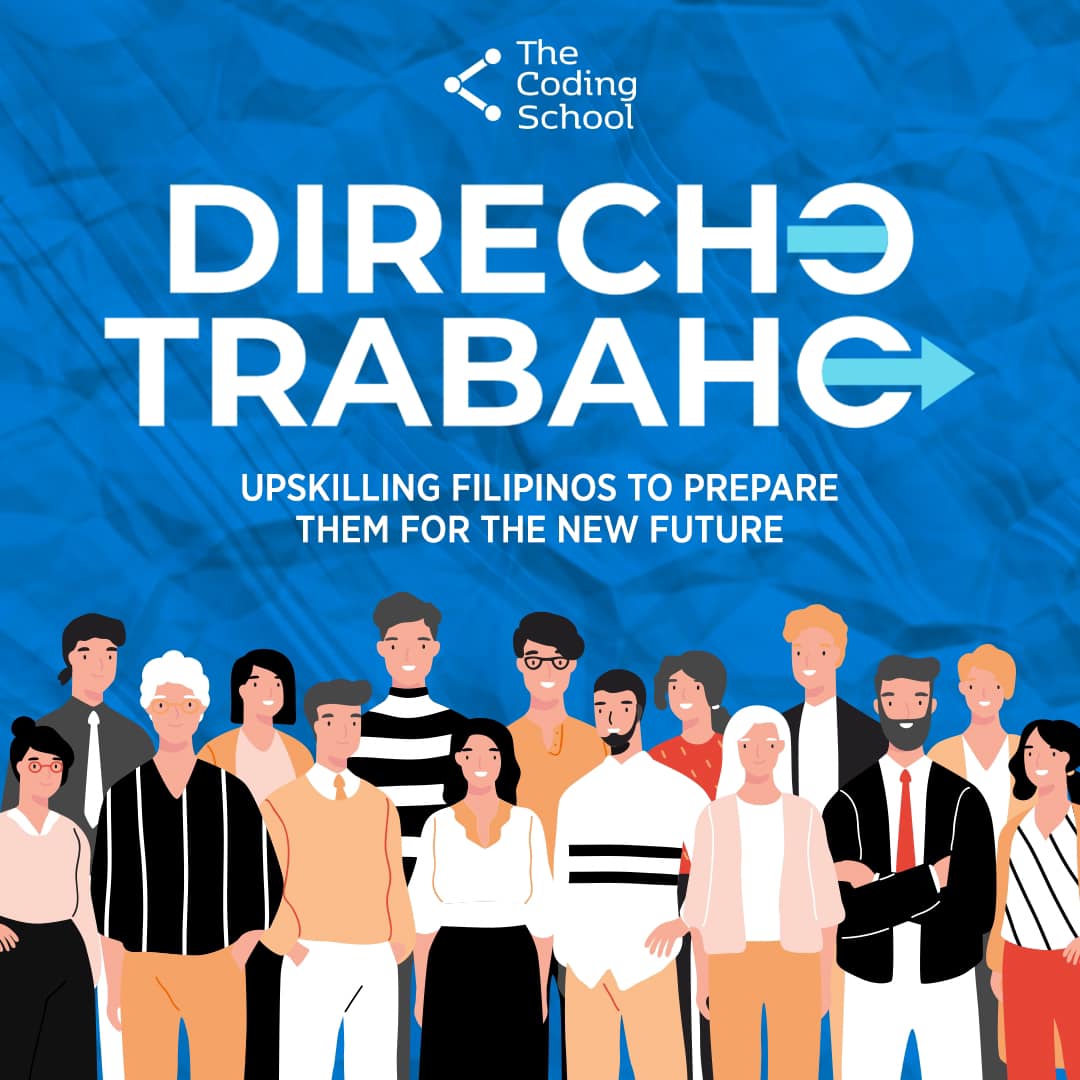 The
Coding
School
DIRECHO
TRABAHO
UPSKILLING FILIPINOS TO PREPARE
THEM FOR THE NEW FUTURE